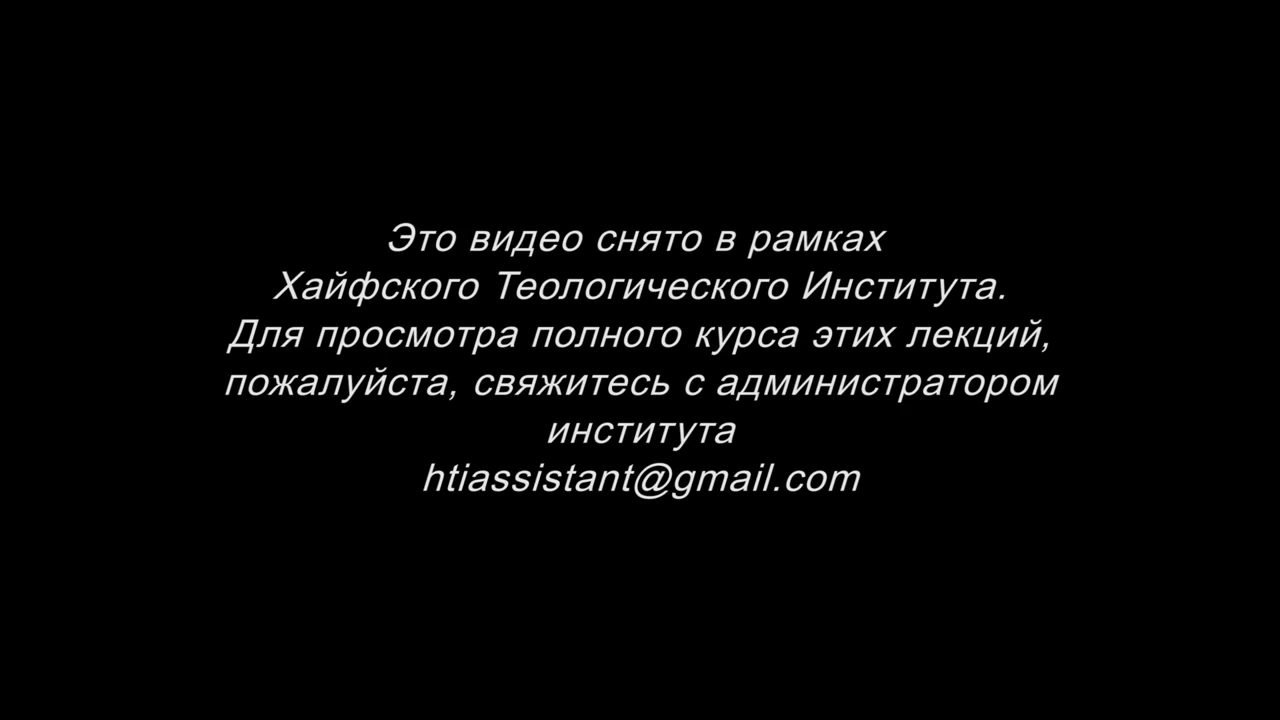 Это видео снято в рамках
Хайфского Теологического Института.
Для просмотра полного курса этих лекций,
пожалуйста, свяжитесь с администратором
института
htiassistant@gmail.com